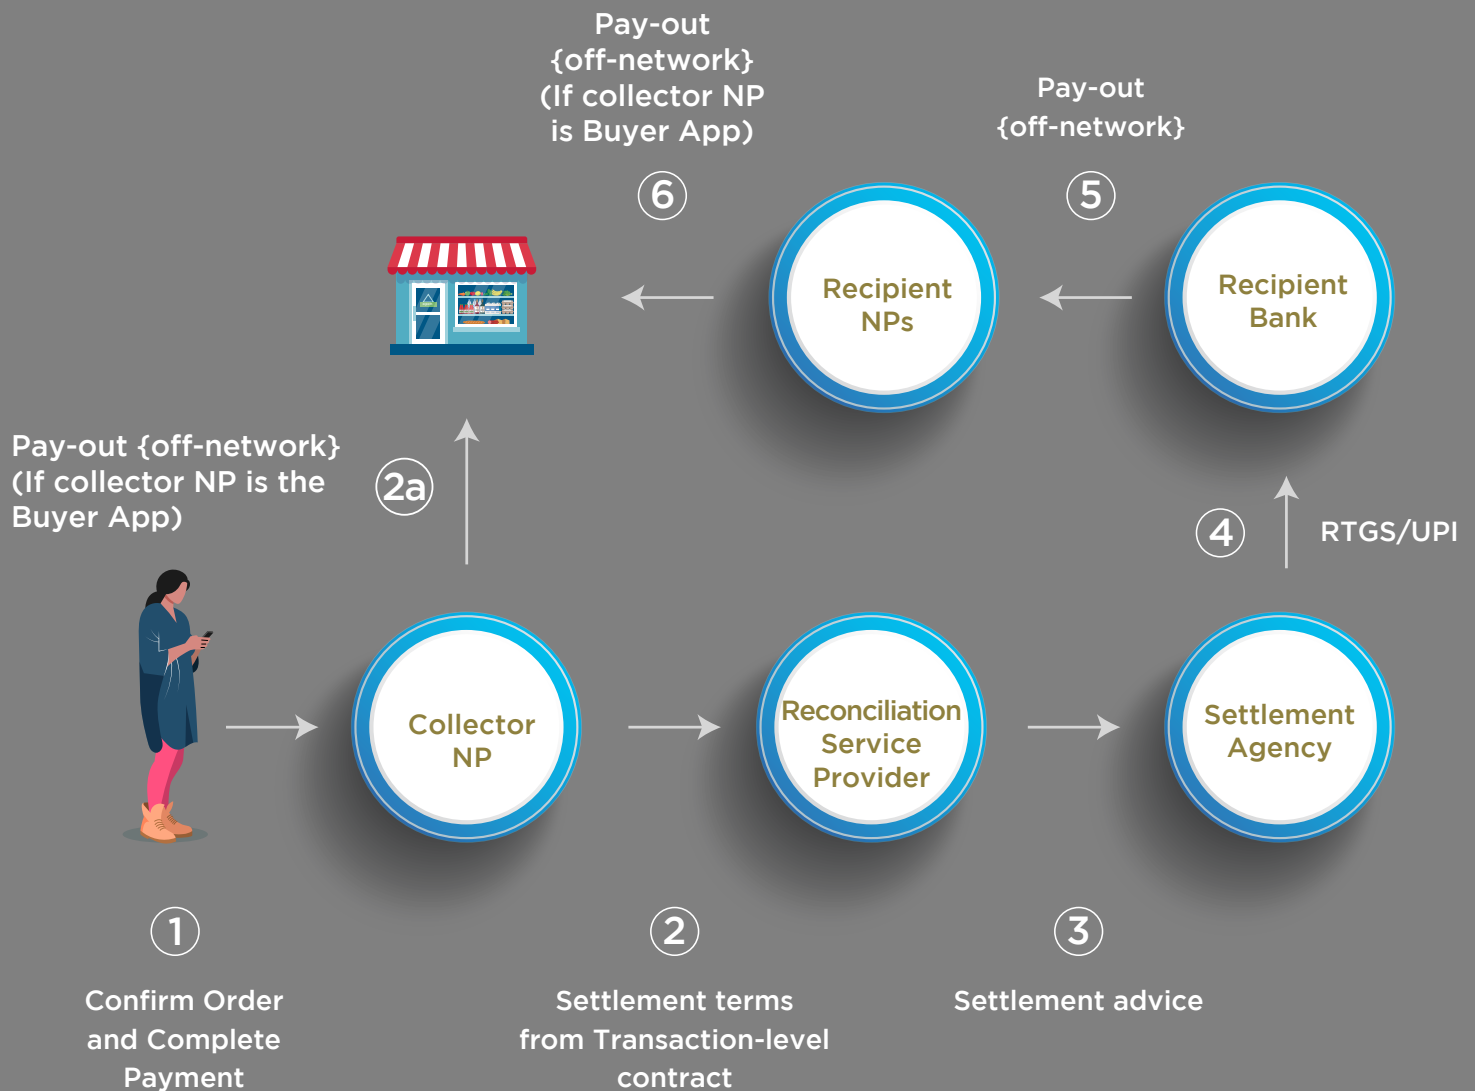 Pay-out
{off-network}
(If collector NP
is Buyer App)
6
Pay-out
{off-network}
5
Recipient
NPs
Recipient
Bank
Pay-out {off-network}
(If collector NP is the
Buyer App)
2a
4
RTGS/UPI
Collector
NP
Reconciliation
Service
Provider
Settlement
Agency
1
Confirm Order
and Complete
Payment
2
Settlement terms
from Transaction-level
contract
3
Settlement advice